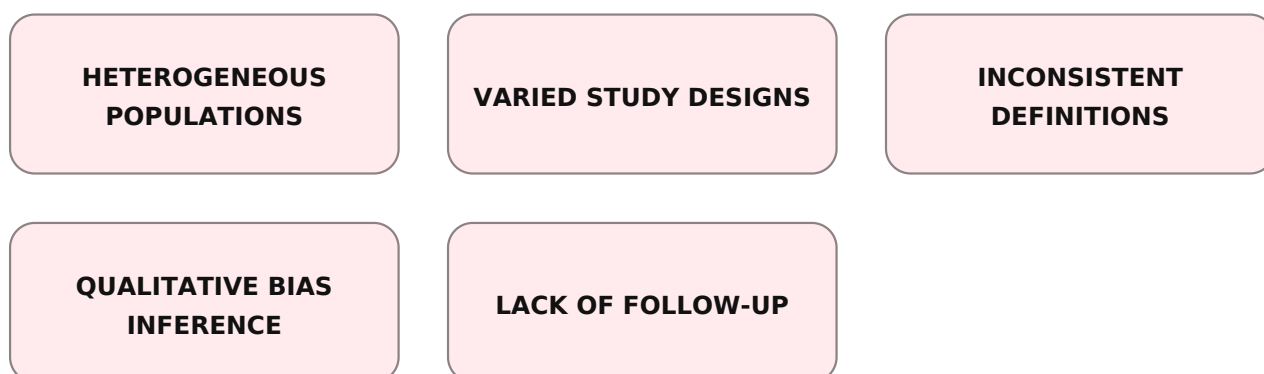 HETEROGENEOUS
POPULATIONS
VARIED STUDY DESIGNS
INCONSISTENT
DEFINITIONS
QUALITATIVE BIAS
INFERENCE
LACK OF FOLLOW-UP